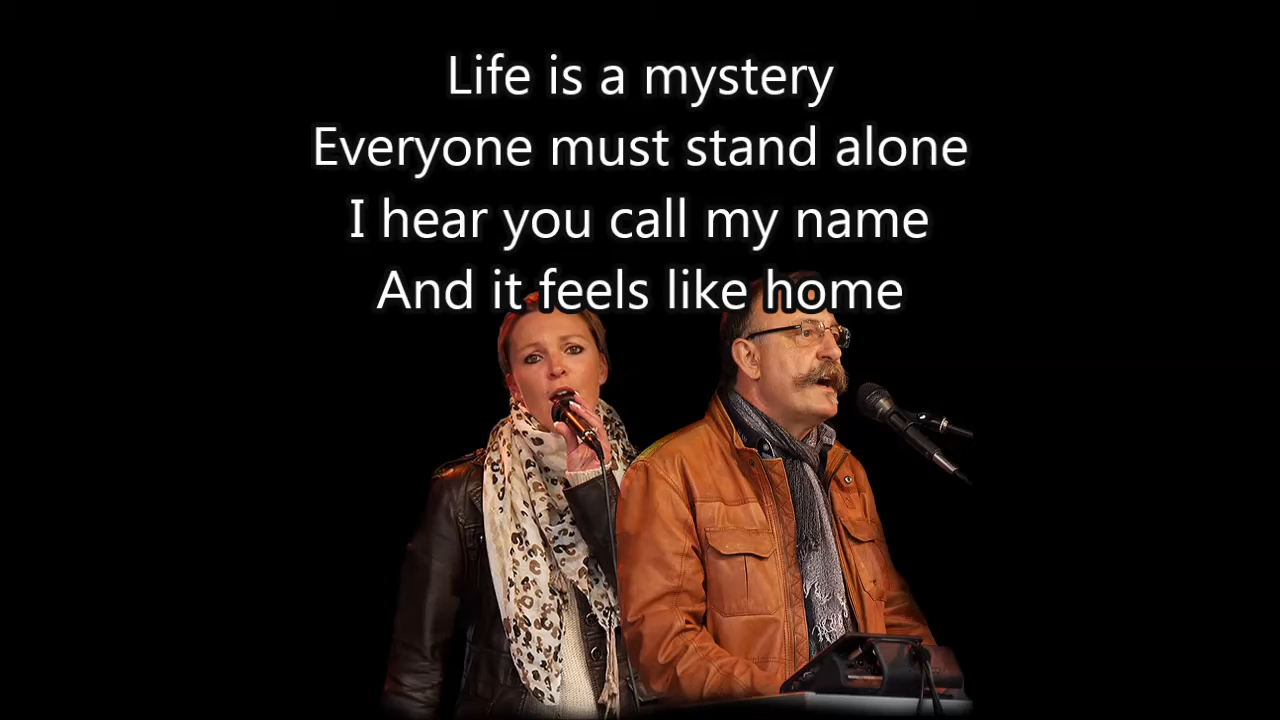 Life is a mystery
Everyone must stand alone
I hear you call my name
And it feels like home